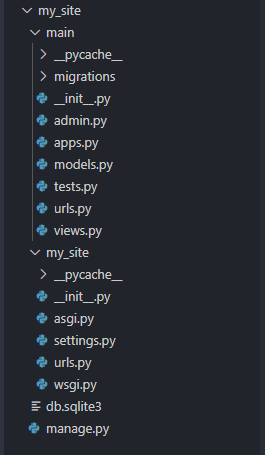 my_site
main
__pycache__
migrations
__init__.py
admin.py
apps.py
models.py
tests.py
urls.py
views.py
my_site
__pycache__
__init__.py
asgi.py
settings.py
urls.py
wsgi.py
db.sqlite3
manage.py